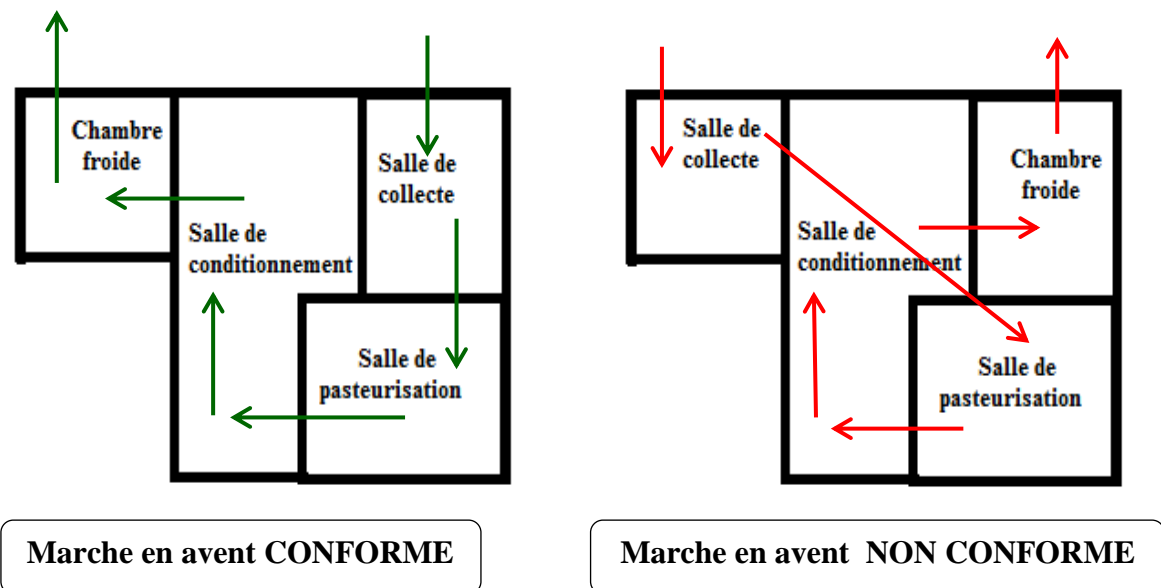 Chambre
froide
Salle de
collecte
Salle de
conditionnement
Salle de
pasteurisation
Marche en avent CONFORME
Salle de
collecte
Chambre
froide
Salle de
conditionnement
Salle de
pasteurisation
Marche en avent NON CONFORME